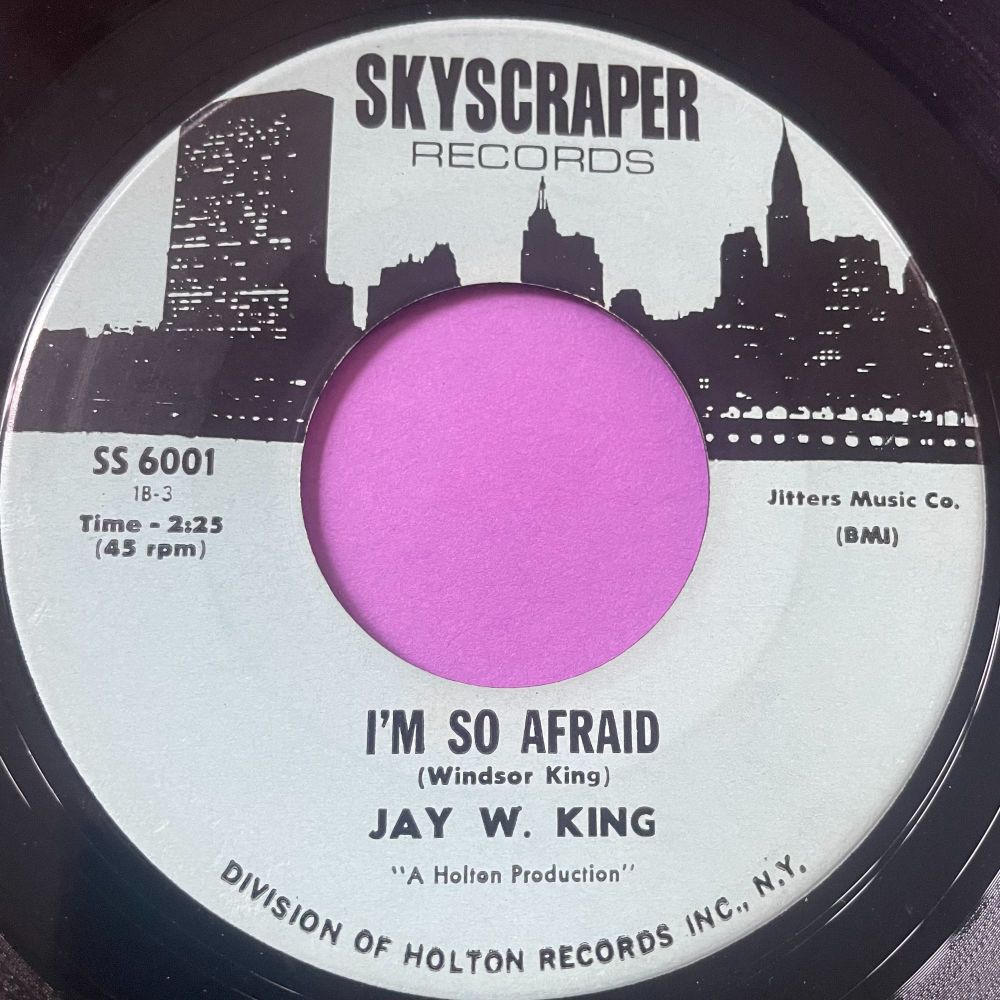 SKYSCRAPER
RECORDS
SS 6001
1B-3
Time - 2:25
(45 rpm)
Jitters Music Co.
(BMI)
I'M SO AFRAID
(Windsor King)
JAY W. KING
"A Holton Production"
DIVISION OF HOLTON RECORDS INC., N.Y.